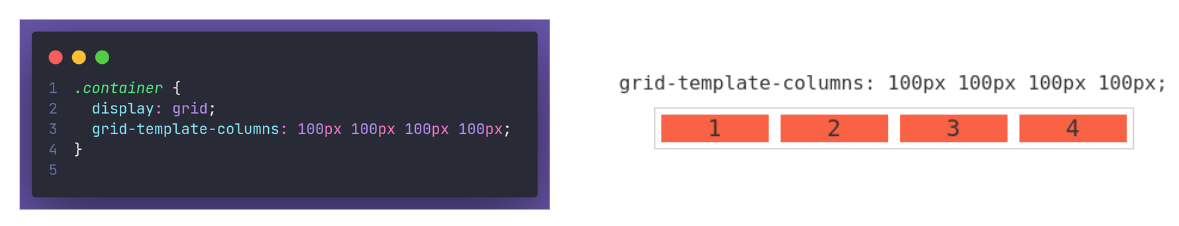 1 .container {
2 display: grid;
3 grid-template-columns: 100px 100px 100px 100px;
4 }
5
grid-template-columns: 100px 100px 100px 100px;
1 2 3 4